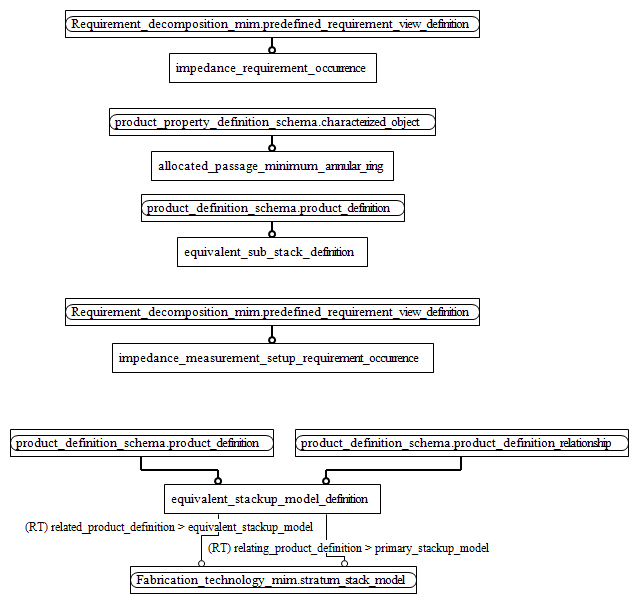 Requirement_decomposition_mim.predefined_requirement_view_definition
impedance_requirement_occurrence
product_property_definition_schema.characterized_object
allocated_passage_minimum_annular_ring
product_definition_schema.product_definition
equivalent_sub_stack_definition
Requirement_decomposition_mim.predefined_requirement_view_definition
impedance_measurement_setup_requirement_occurrence
product_definition_schema.product_definition
product_definition_schema.product_definition_relationship
equivalent_stackup_model_definition
(RT) related_product_definition > equivalent_stackup_model
(RT) relating_product_definition > primary_stackup_model
Fabrication_technology_mim.stratum_stack_model